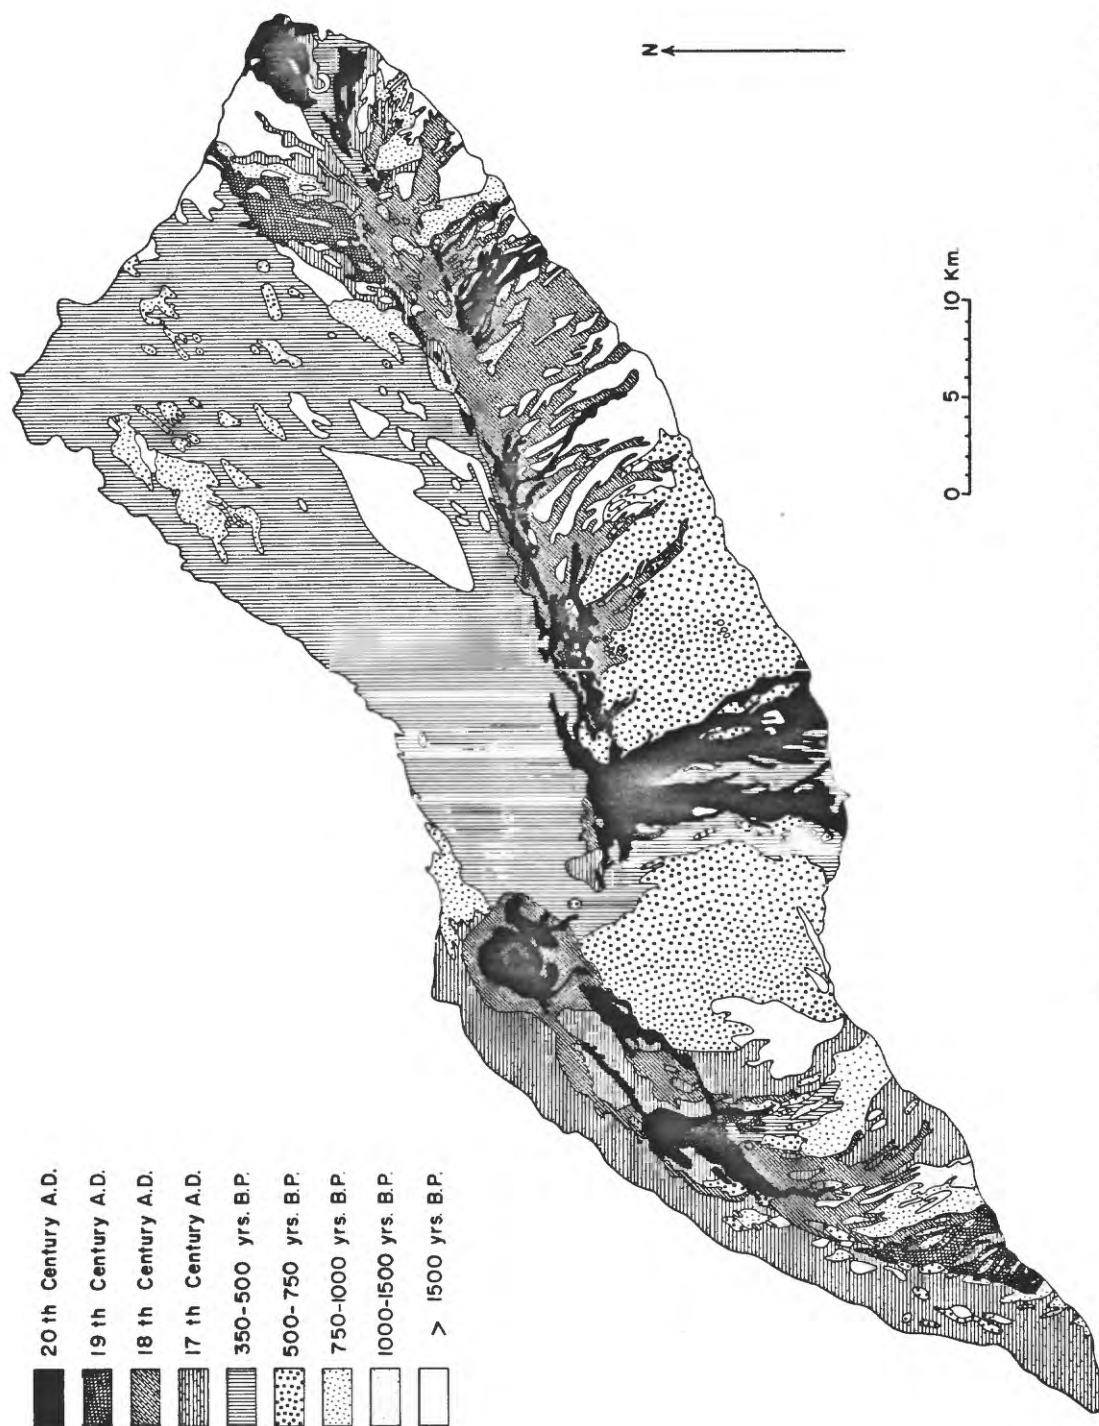 20 th Century A.D.
19 th Century A.D.
18 th Century A.D.
17 th Century A.D.
350-500 yrs. B.P.
500-750 yrs. B.P.
750-1000 yrs. B.P.
1000-1500 yrs. B.P.
> 1500 yrs. B.P.
N
0 5 10 Km.